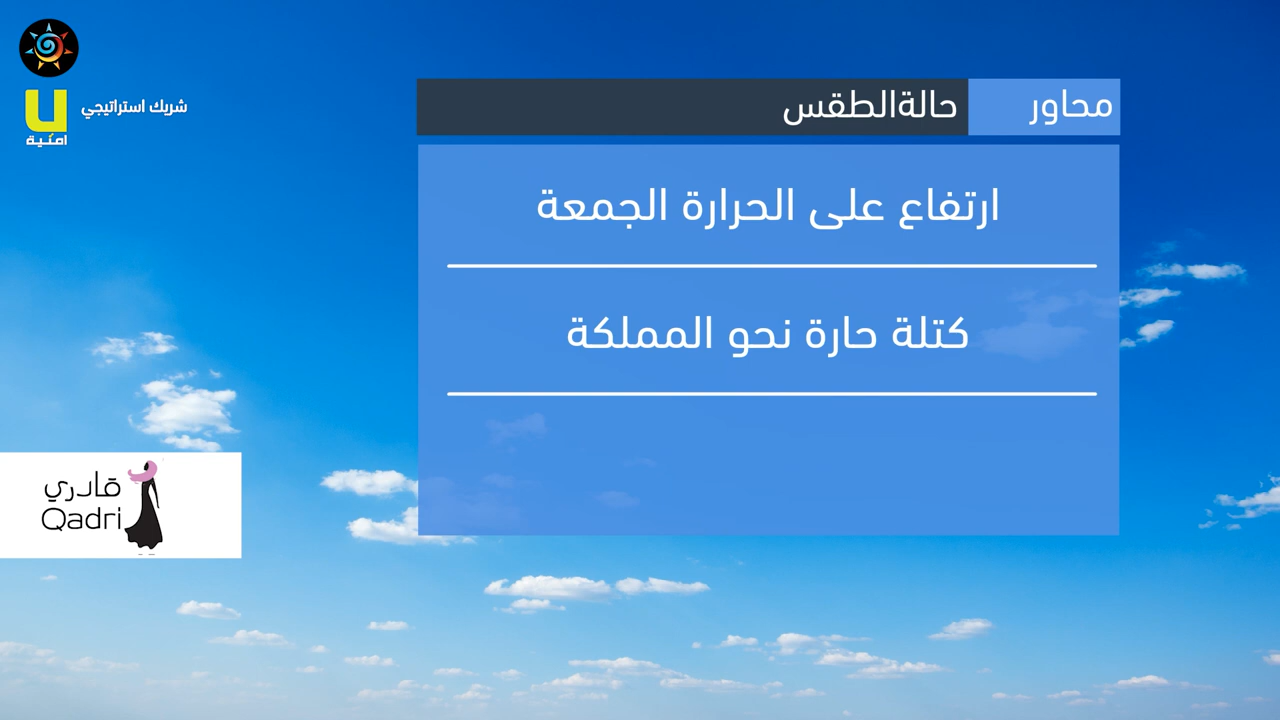 شريك استراتيجي
امنية
محاور
حالةالطقس
ارتفاع على الحرارة الجمعة
كتلة حارة نحو المملكة
قادري
Qadri